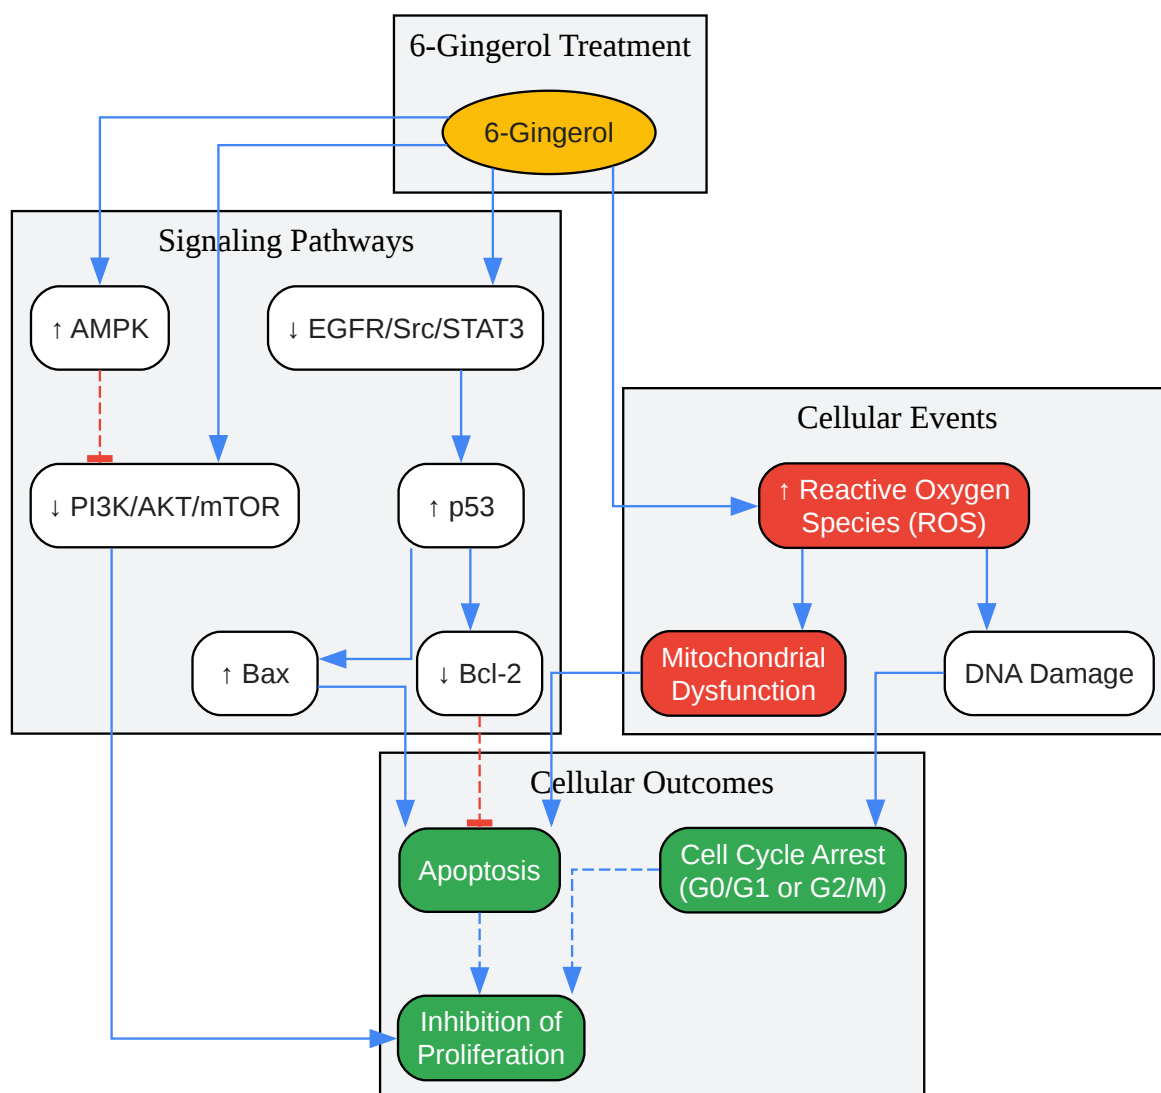 6-Gingerol Treatment
6-Gingerol
Signaling Pathways
↑ AMPK
↓ EGFR/Src/STAT3
Cellular Events
↓ PI3K/AKT/mTOR
↑ p53
↑ Reactive Oxygen
Species (ROS)
↑ Bax
↓ Bcl-2
Mitochondrial
Dysfunction
DNA Damage
Cellular Outcomes
Apoptosis
Cell Cycle Arrest
(G0/G1 or G2/M)
Inhibition of
Proliferation